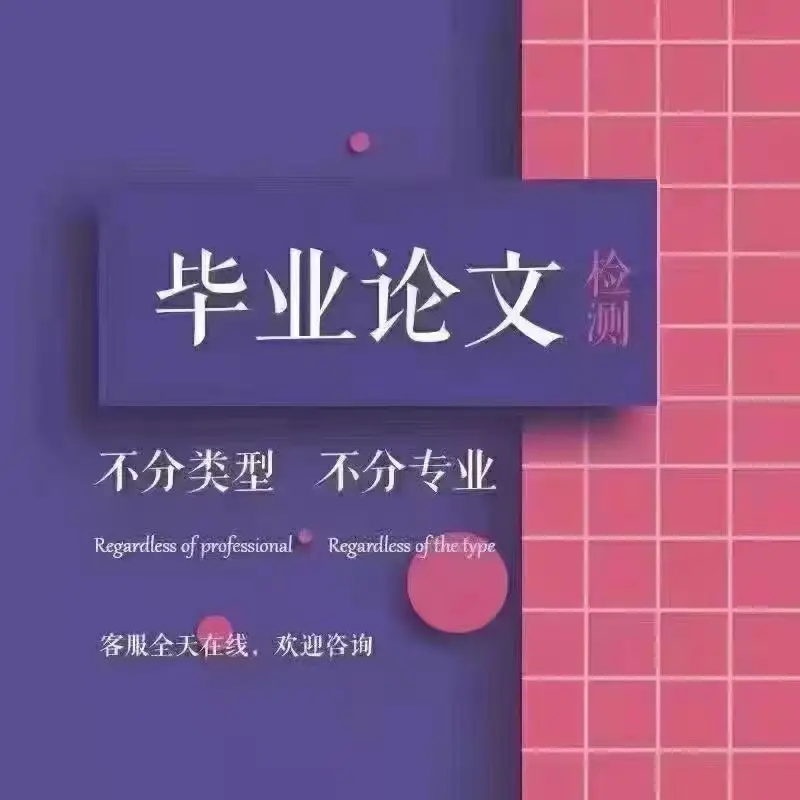 毕业论文
检测
不分类型 不分专业
Regardless of professional Regardless of the type
客服全天在线，欢迎咨询